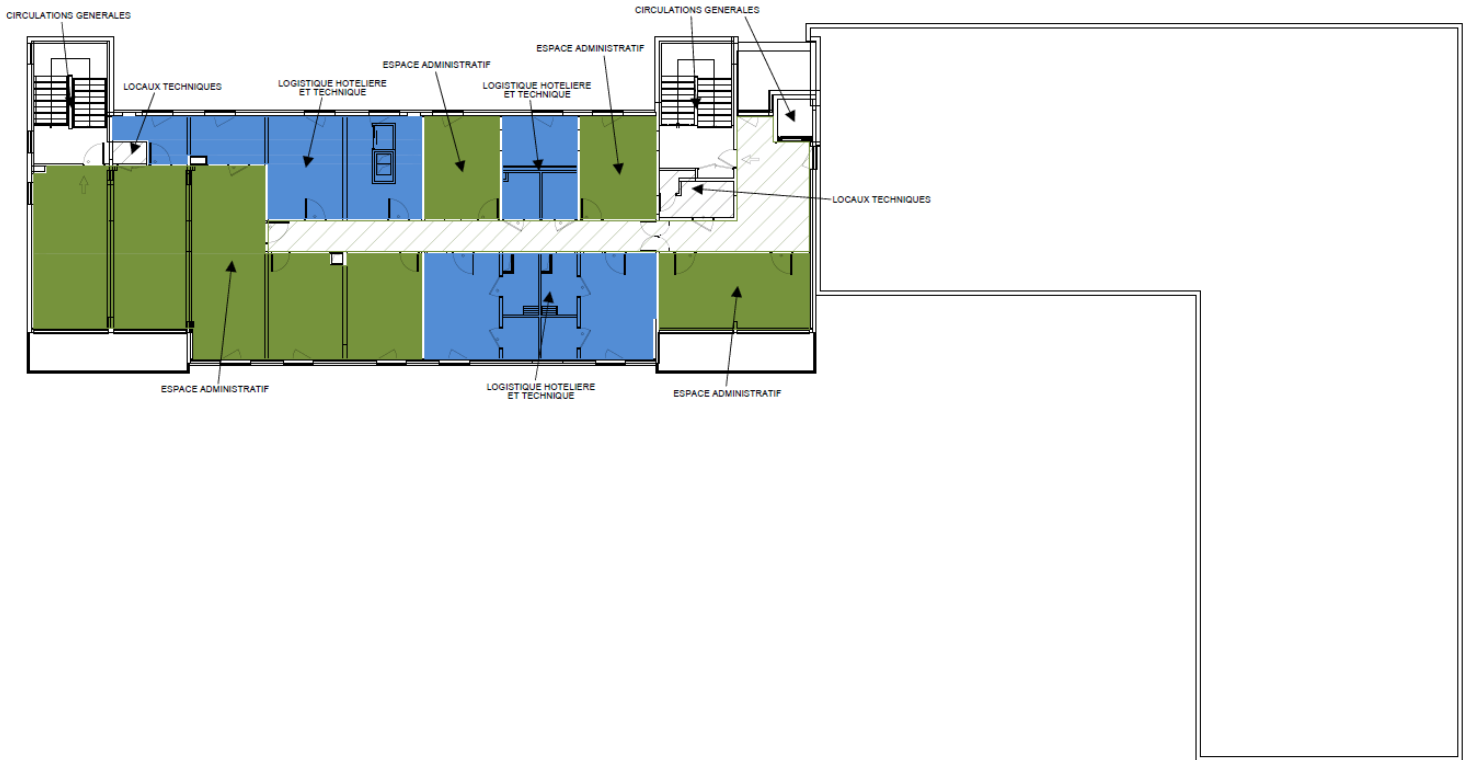 CIRCULATIONS GENERALES
CIRCULATIONS GENERALES
ESPACE ADMINISTRATIF
ESPACE ADMINISTRATIF
LOCAUX TECHNIQUES
LOGISTIQUE HOTELIERE
ET TECHNIQUE
LOGISTIQUE HOTELIERE
ET TECHNIQUE
LOCAUX TECHNIQUES
ESPACE ADMINISTRATIF
LOGISTIQUE HOTELIERE
ET TECHNIQUE
ESPACE ADMINISTRATIF